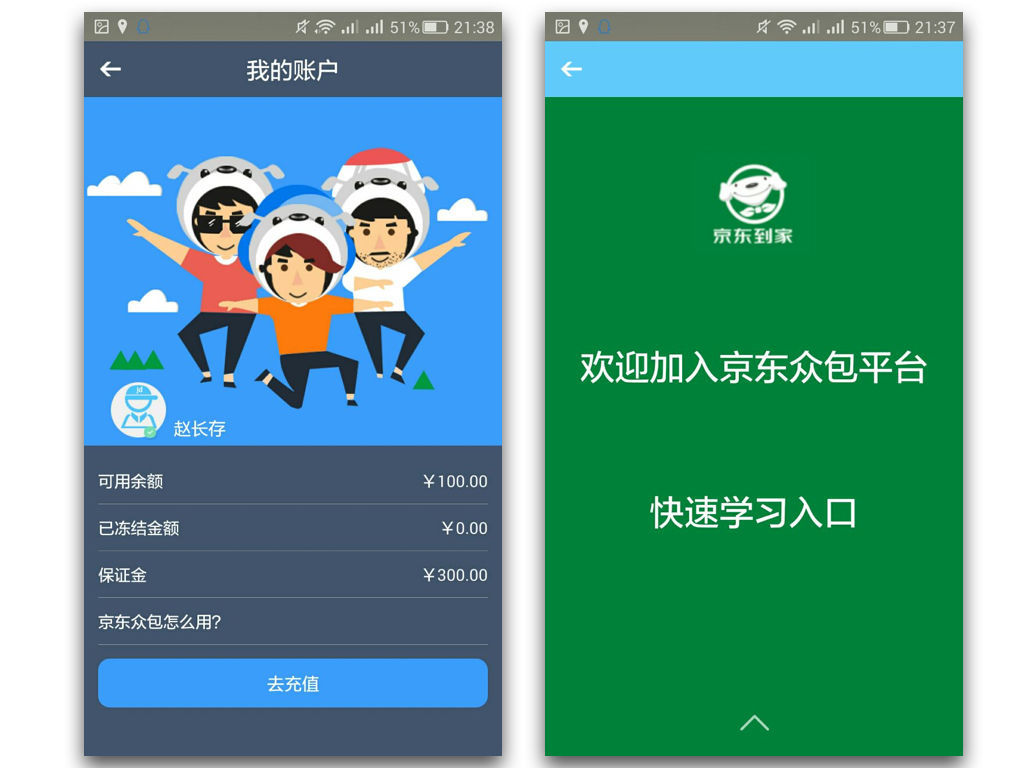 51% 21:38
我的账户
jd
赵长存
可用余额 ￥100.00
已冻结金额 ￥0.00
保证金 ￥300.00
京东众包怎么用?
去充值
51% 21:37
京东到家
欢迎加入京东众包平台
快速学习入口